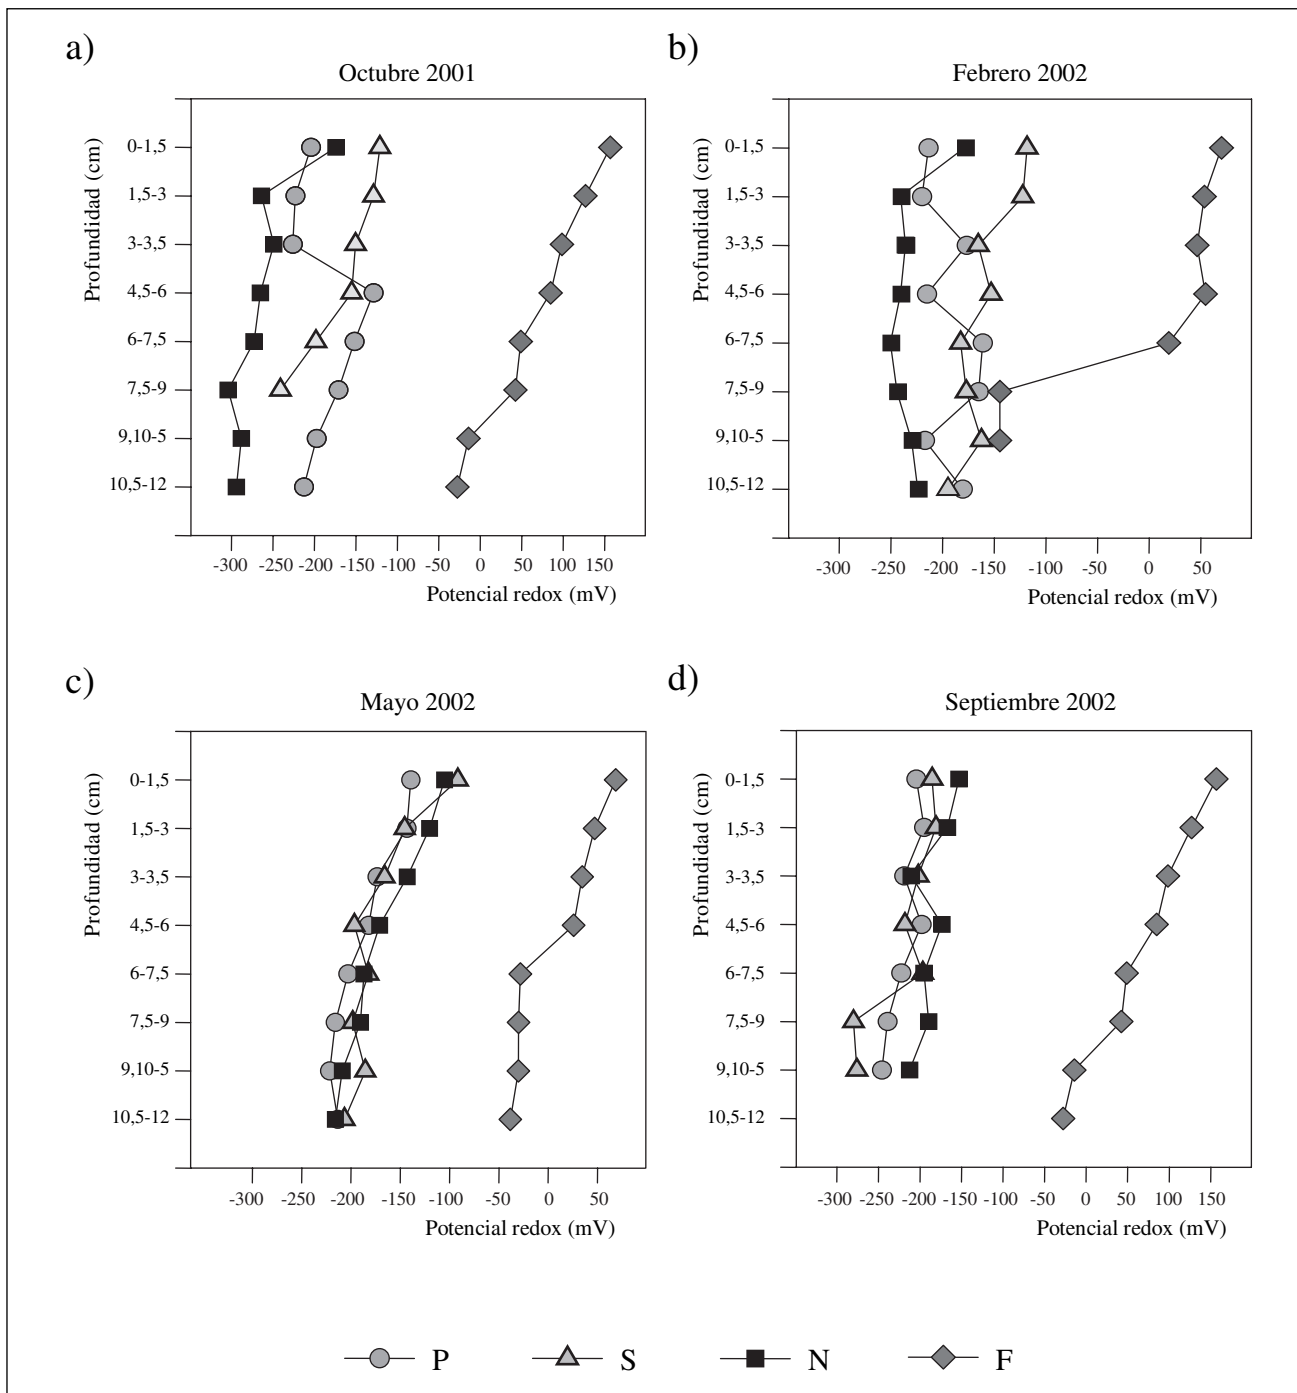 a)
Octubre 2001
Profundidad (cm)
0-1,5
1,5-3
3-3,5
4,5-6
6-7,5
7,5-9
9,10-5
10,5-12
-300 -250 -200 -150 -100 -50 0 50 100 150
Potencial redox (mV)
b)
Febrero 2002
Profundidad (cm)
0-1,5
1,5-3
3-3,5
4,5-6
6-7,5
7,5-9
9,10-5
10,5-12
-300 -250 -200 -150 -100 -50 0 50
Potencial redox (mV)
c)
Mayo 2002
Profundidad (cm)
0-1,5
1,5-3
3-3,5
4,5-6
6-7,5
7,5-9
9,10-5
10,5-12
-300 -250 -200 -150 -100 -50 0 50
Potencial redox (mV)
d)
Septiembre 2002
Profundidad (cm)
0-1,5
1,5-3
3-3,5
4,5-6
6-7,5
7,5-9
9,10-5
10,5-12
-300 -250 -200 -150 -100 -50 0 50 100 150
Potencial redox (mV)
P S N F